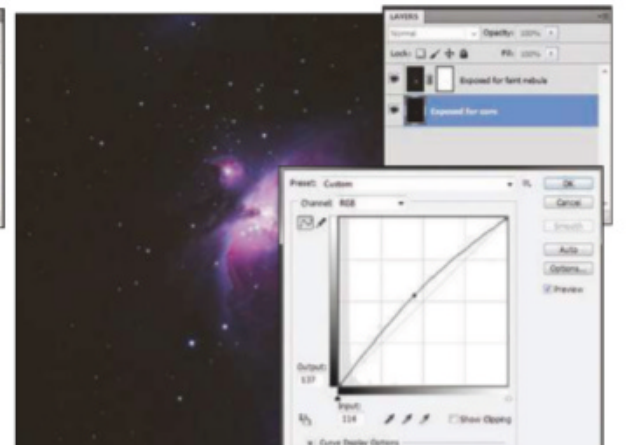 LAYERS
Normal Opacity: 100%
Lock: Fill: 100%
Exposed for faint nebula
Exposed for core
Preset: Custom OK
Channel: RGB Cancel
Smooth
Auto
Options...
Preview
Output:
137
Input:
114 Show Clipping
Curve Display Options